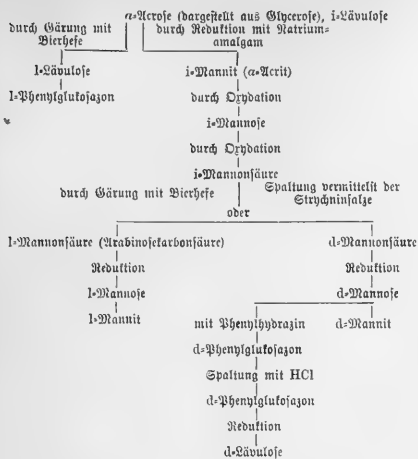 α-Acrose (dargestellt aus Glycerose), i-Lävulose
durch Gärung mit Bierhefe
durch Reduktion mit Natrium-
amalgam
l-Lävulose
l-Phenylglukosazon
i-Mannit (α-Acrit)
durch Oxydation
i-Mannose
durch Oxydation
i-Mannonsäure
durch Gärung mit Bierhefe
Spaltung vermittelst der
Strychninsalze
oder
l-Mannonsäure (Arabinosekarbonsäure)
d-Mannonsäure
Reduktion
Reduktion
l-Mannose
d-Mannose
l-Mannit
mit Phenylhydrazin
d-Mannit
d-Phenylglukosazon
Spaltung mit HCl
d-Phenylglukosazon
Reduktion
d-Lävulose